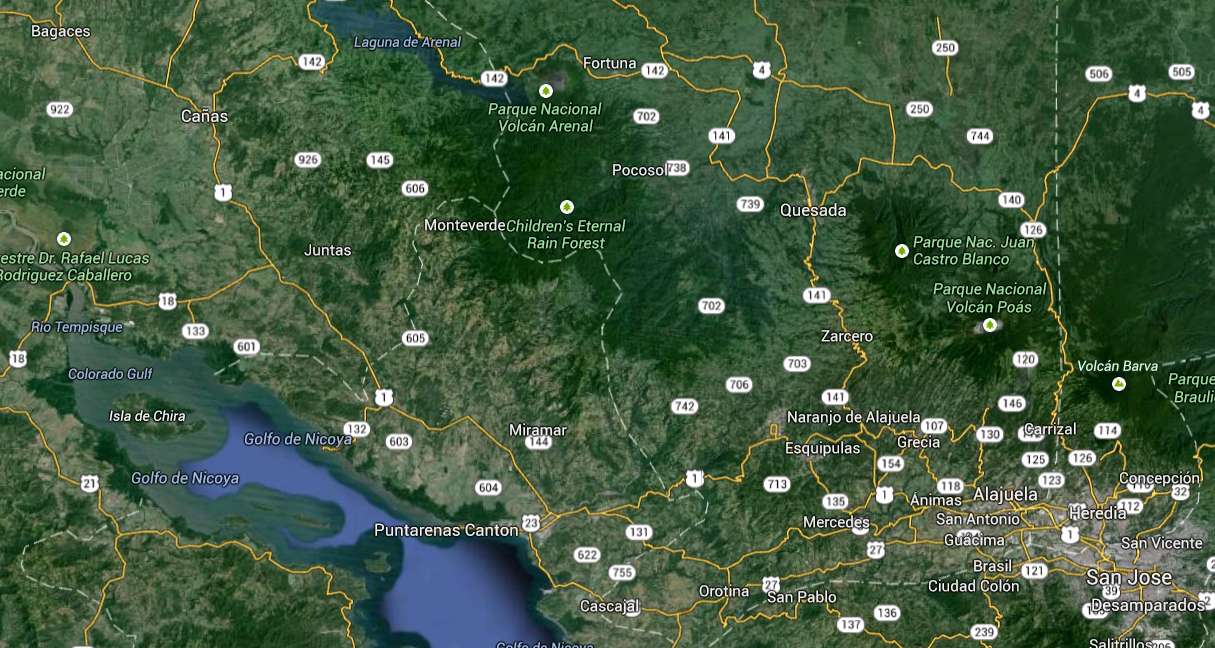 Bagaces
Laguna de Arenal
142
142
Fortuna
142
4
250
506
505
4
4
922
Cañas
Parque Nacional
Volcán Arenal
702
141
250
744
926
145
606
Pocosol
738
acional
erde
1
739
Quesada
140
126
Monteverde
Children's Eternal
Rain Forest
Juntas
Parque Nac. Juan
Castro Blanco
estre Dr. Rafael Lucas
Rodriguez Caballero
18
Rio Tempisque
133
601
18
605
702
141
Parque Nacional
Volcán Poás
Zarcero
703
120
Volcán Barva
Parque
Brauli
Colorado Gulf
706
1
141
146
742
Isla de Chira
Golfo de Nicoya
132
603
Miramar
144
Naranjo de Alajuela
107
Grecia
130
Carrizal
114
Esquipulas
154
125
126
21
Golfo de Nicoya
604
1
713
135
1
118
123
Concepción
32
Ánimas
Alajuela
112
Heredia
Puntarenas Canton
23
131
Mercedes
San Antonio
Guácima
1
27
San Vicente
622
755
Brasil
121
Ciudad Colón
San Jose
Orotina
27
San Pablo
39
Desamparados
Cascajal
136
137
239
Salitrillos
Golfo de Nicoya